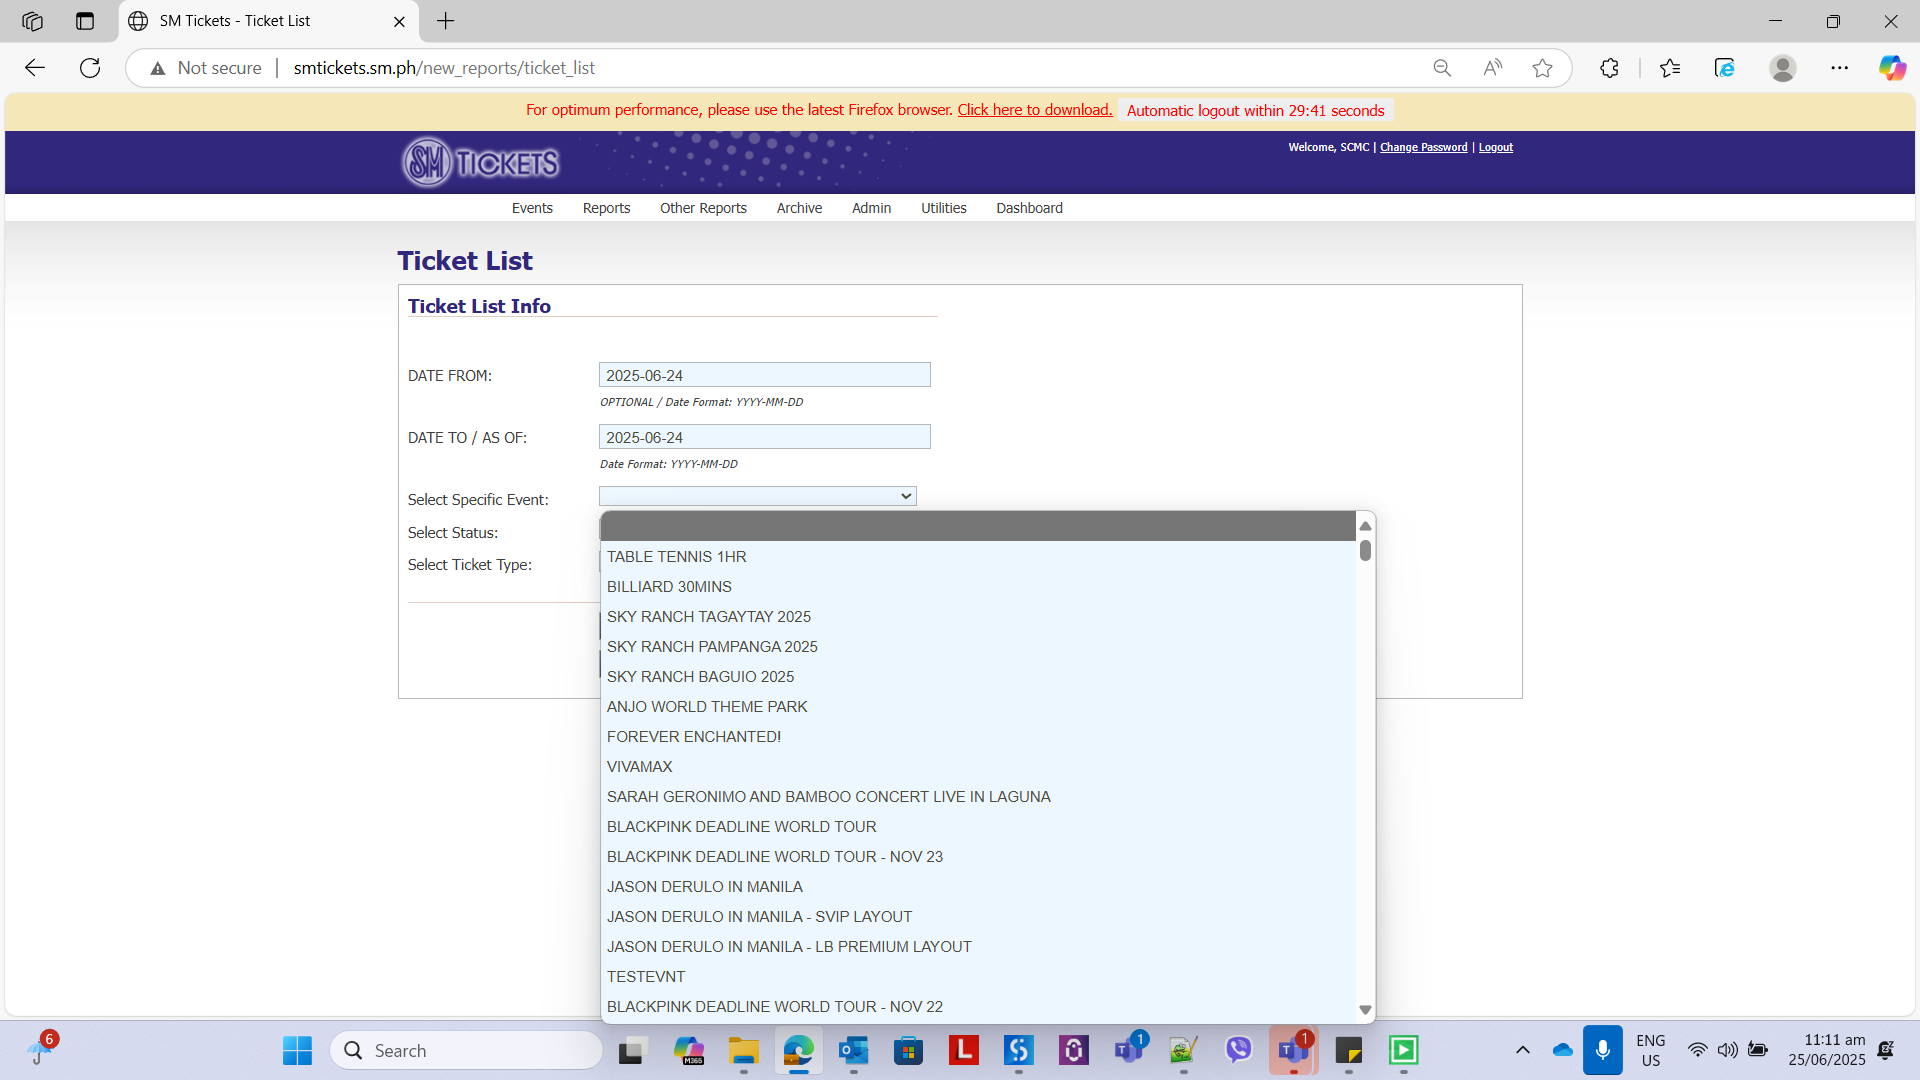 SM Tickets - Ticket List
Not secure | smtickets.sm.ph/new_reports/ticket_list
For optimum performance, please use the latest Firefox browser. Click here to download. Automatic logout within 29:41 seconds
SM TICKETS
Welcome, SCMC | Change Password | Logout
Events Reports Other Reports Archive Admin Utilities Dashboard
Ticket List
Ticket List Info
DATE FROM: 2025-06-24
OPTIONAL / Date Format: YYYY-MM-DD
DATE TO / AS OF: 2025-06-24
Date Format: YYYY-MM-DD
Select Specific Event:
Select Status:
Select Ticket Type:
TABLE TENNIS 1HR
BILLIARD 30MINS
SKY RANCH TAGAYTAY 2025
SKY RANCH PAMPANGA 2025
SKY RANCH BAGUIO 2025
ANJO WORLD THEME PARK
FOREVER ENCHANTED!
VIVAMAX
SARAH GERONIMO AND BAMBOO CONCERT LIVE IN LAGUNA
BLACKPINK DEADLINE WORLD TOUR
BLACKPINK DEADLINE WORLD TOUR - NOV 23
JASON DERULO IN MANILA
JASON DERULO IN MANILA - SVIP LAYOUT
JASON DERULO IN MANILA - LB PREMIUM LAYOUT
TESTEVNT
BLACKPINK DEADLINE WORLD TOUR - NOV 22
6
Search
M365
1
1
ENG
US
11:11 am
25/06/2025